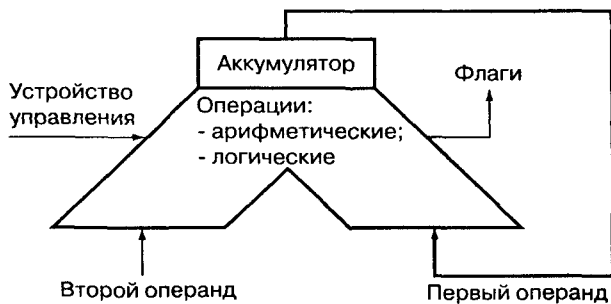 Аккумулятор
Флаги
Устройство
управления
Операции:
- арифметические;
- логические
Второй операнд
Первый операнд